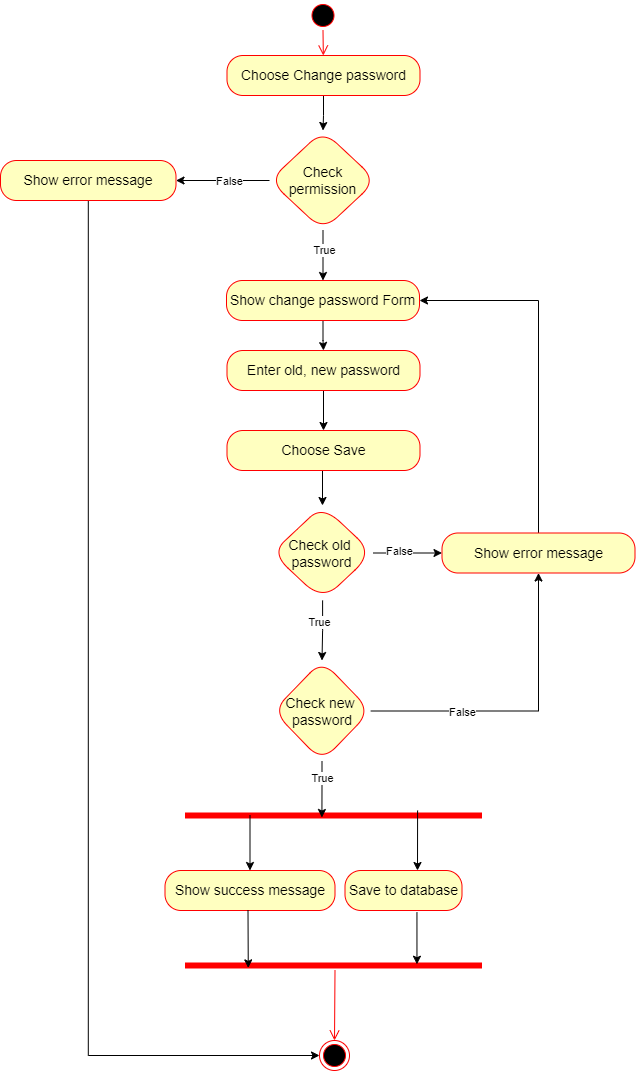 Choose Change password
Check
permission
False
Show error message
True
Show change password Form
Enter old, new password
Choose Save
Check old
password
False
Show error message
True
Check new
password
False
True
Show success message
Save to database